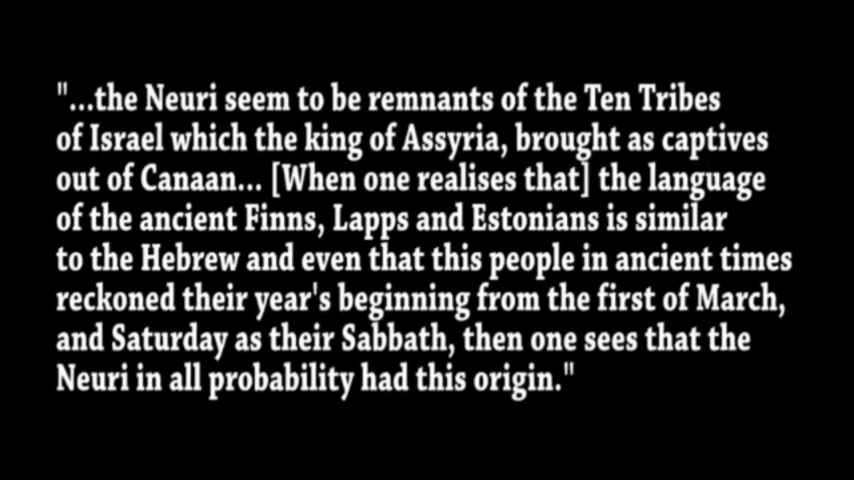 "...the Neuri seem to be remnants of the Ten Tribes
of Israel which the king of Assyria, brought as captives
out of Canaan... [When one realises that] the language
of the ancient Finns, Lapps and Estonians is similar
to the Hebrew and even that this people in ancient times
reckoned their year's beginning from the first of March,
and Saturday as their Sabbath, then one sees that the
Neuri in all probability had this origin."